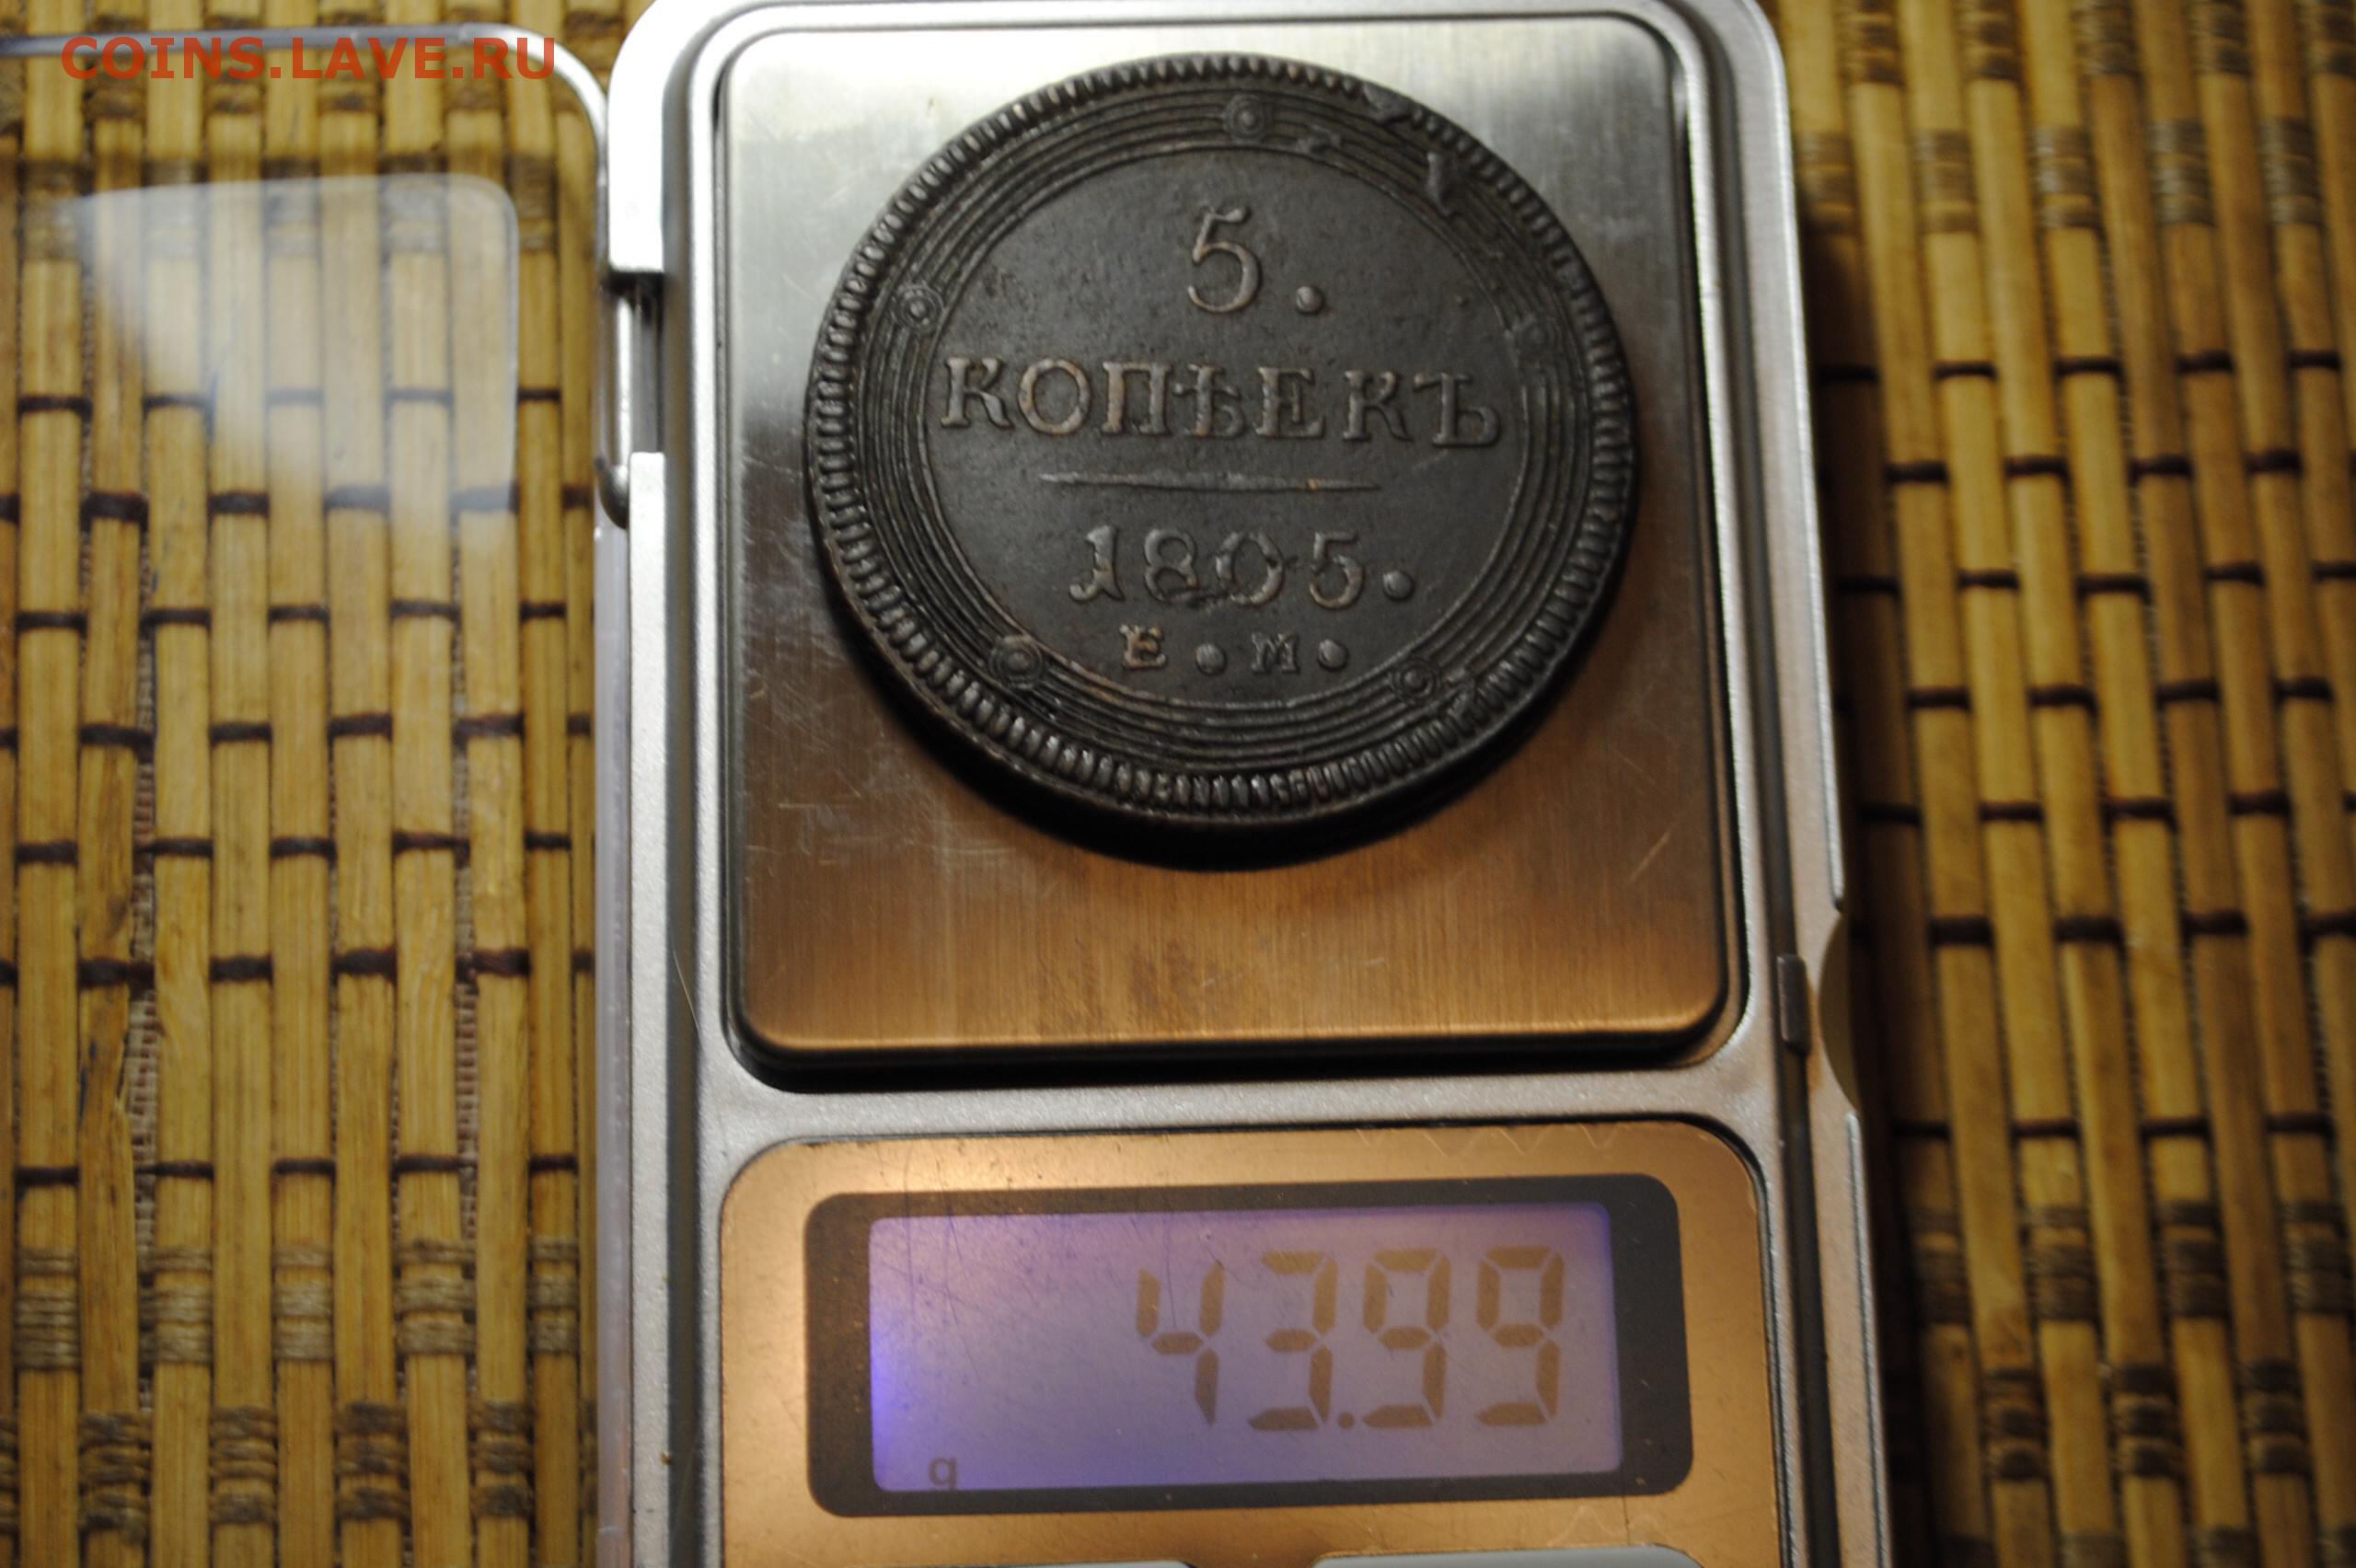 COINS.LAVE.RU
5.
КОПѢЕКЪ
1805.
Е.М.
43.99
g